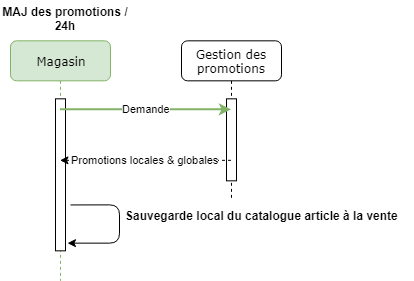 MAJ des promotions /
24h
Magasin
Gestion des
promotions
Demande
Promotions locales & globales
Sauvegarde local du catalogue article à la vente